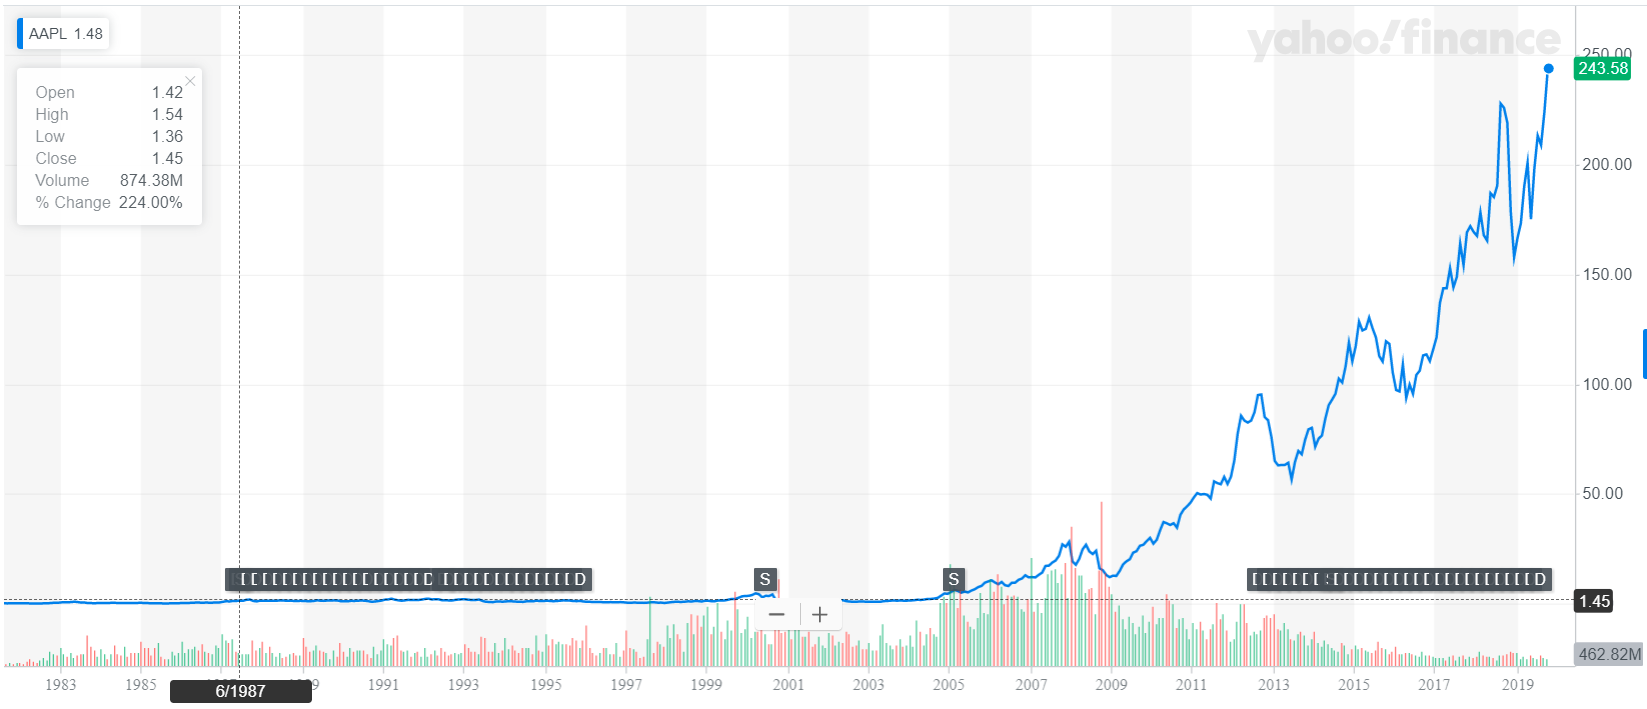 AAPL 1.48
yahoo!finance
250.00
243.58
Open 1.42
High 1.54
Low 1.36
Close 1.45
Volume 874.38M
% Change 224.00%
200.00
150.00
100.00
50.00
D
S
S
D
1.45
− +
462.82M
1983 1985 1991 1993 1995 1997 1999 2001 2003 2005 2007 2009 2011 2013 2015 2017 2019
6/1987